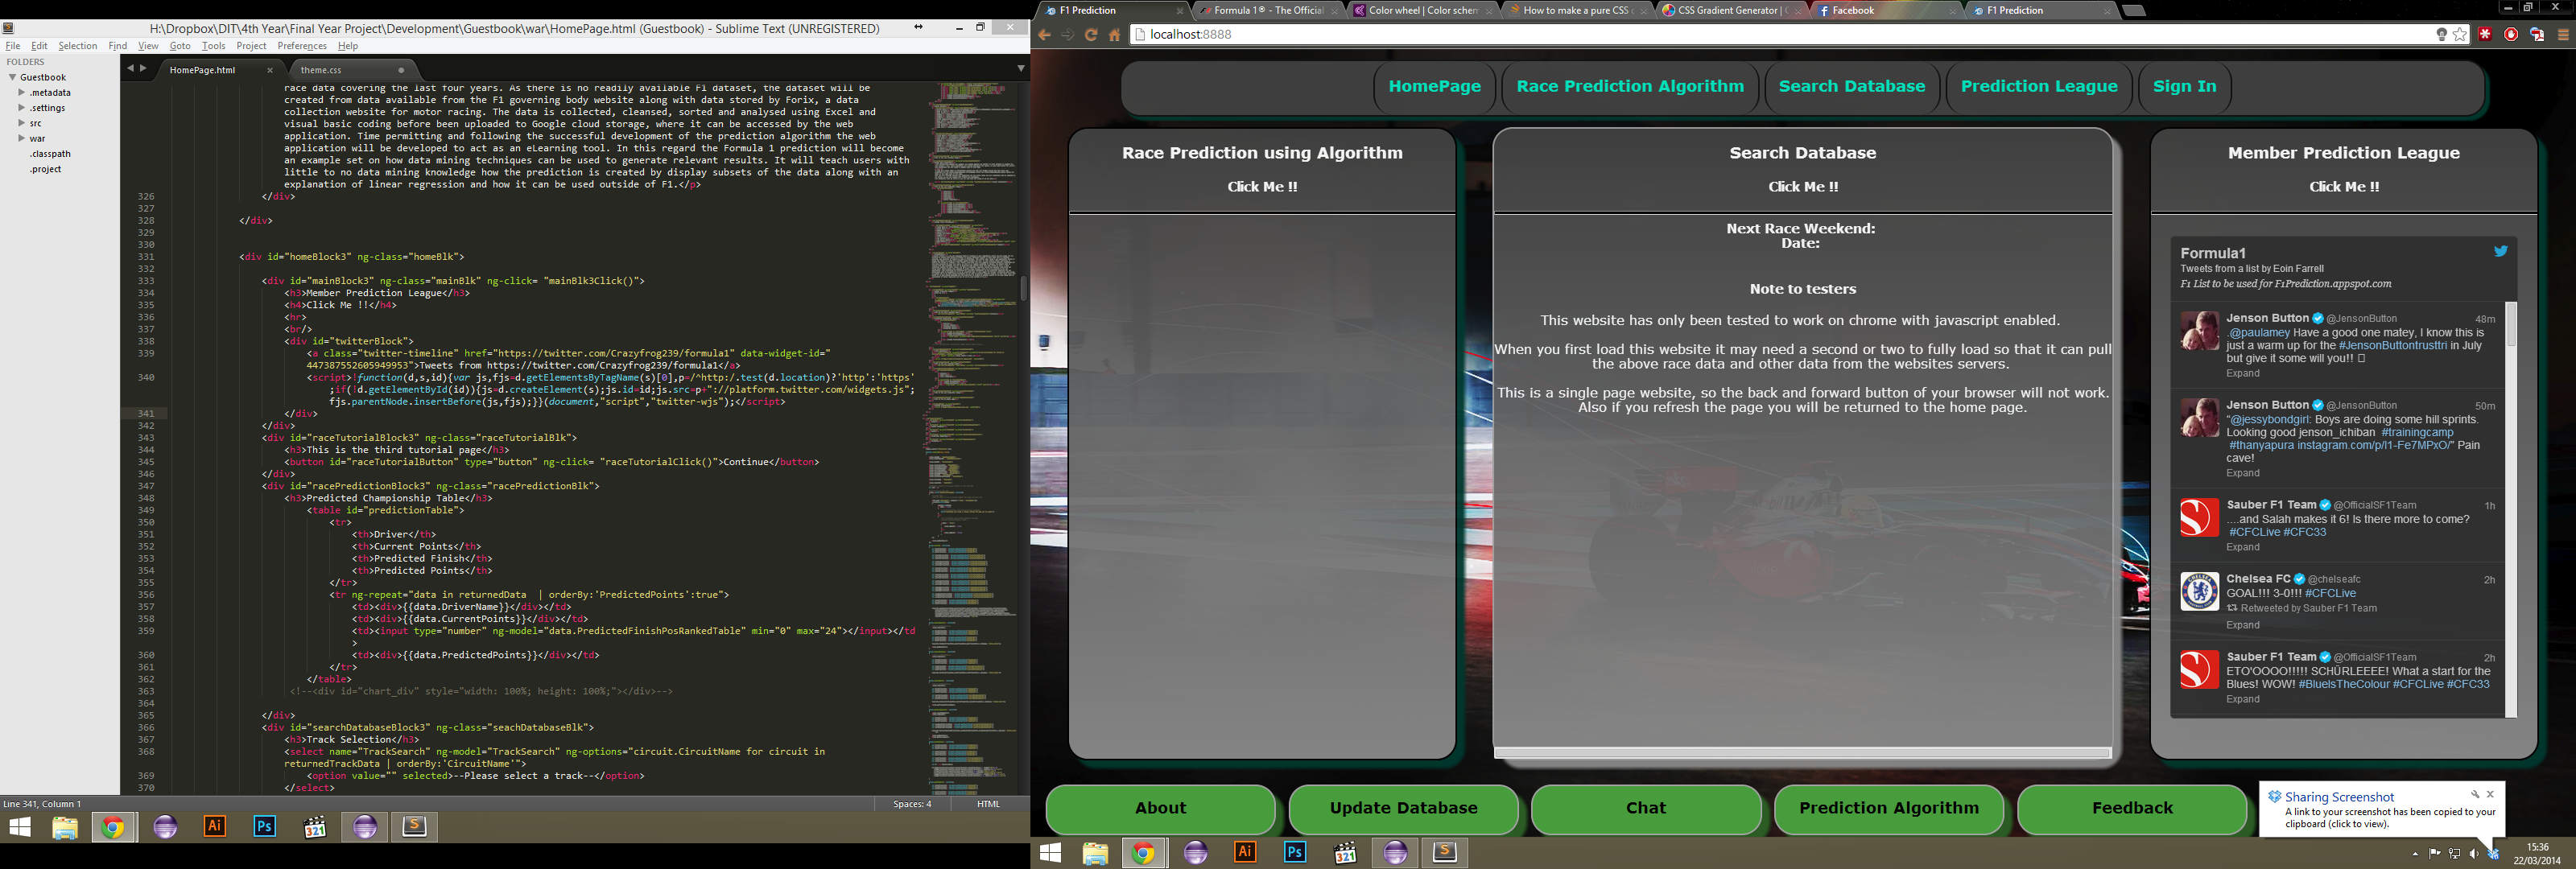 H:\Dropbox\DIT\4th Year\Final Year Project\Development\Guestbook\war\HomePage.html (Guestbook) - Sublime Text (UNREGISTERED)
File Edit Selection Find View Goto Tools Project Preferences Help
FOLDERS
Guestbook
.metadata
.settings
src
war
.classpath
.project
HomePage.html
theme.css
race data covering the last four years. As there is no readily available F1 dataset, the dataset will be
created from data available from the F1 governing body website along with data stored by Forix, a data
collection website for motor racing. The data is collected, cleansed, sorted and analysed using Excel and
visual basic coding before been uploaded to Google cloud storage, where it can be accessed by the web
application. Time permitting and following the successful development of the prediction algorithm the web
application will be developed to act as an eLearning tool. In this regard the Formula 1 prediction will become
an example set on how data mining techniques can be used to generate relevant results. It will teach users with
little to no data mining knowledge how the prediction is created by display subsets of the data along with an
explanation of linear regression and how it can be used outside of F1.</p>
326 </div>
327
328 </div>
329
330
331 <div id="homeBlock3" ng-class="homeBlk">
332
333 <div id="mainBlock3" ng-class="mainBlk" ng-click= "mainBlk3Click()">
334 <h3>Member Prediction League</h3>
335 <h4>Click Me !!</h4>
336 <hr>
337 <br/>
338 <div id="twitterBlock">
339 <a class="twitter-timeline" href="https://twitter.com/Crazyfrog239/formula1" data-widget-id="
447387552605949953">Tweets from https://twitter.com/Crazyfrog239/formula1</a>
340 <script>!function(d,s,id){var js,fjs=d.getElementsByTagName(s)[0],p=/^http:/.test(d.location)?'http':'https'
;if(!d.getElementById(id)){js=d.createElement(s);js.id=id;js.src=p+"://platform.twitter.com/widgets.js";
fjs.parentNode.insertBefore(js,fjs);}}(document,"script","twitter-wjs");</script>
341 </div>
342 </div>
343 <div id="raceTutorialBlock3" ng-class="raceTutorialBlk">
344 <h3>This is the third tutorial page</h3>
345 <button id="raceTutorialButton" type="button" ng-click= "raceTutorialClick()">Continue</button>
346 </div>
347 <div id="racePredictionBlock3" ng-class="racePredictionBlk">
348 <h3>Predicted Championship Table</h3>
349 <table id="predictionTable">
350 <tr>
351 <th>Driver</th>
352 <th>Current Points</th>
353 <th>Predicted Finish</th>
354 <th>Predicted Points</th>
355 </tr>
356 <tr ng-repeat="data in returnedData | orderBy:'PredictedPoints':true">
357 <td><div>{{data.DriverName}}</div></td>
358 <td><div>{{data.CurrentPoints}}</div></td>
359 <td><input type="number" ng-model="data.PredictedFinishPosRankedTable" min="0" max="24"></input></td
>
360 <td><div>{{data.PredictedPoints}}</div></td>
361 </tr>
362 </table>
363 <!--<div id="chart_div" style="width: 100%; height: 100%;"></div>-->
364
365 </div>
366 <div id="searchDatabaseBlock3" ng-class="seachDatabaseBlk">
367 <h3>Track Selection</h3>
368 <select name="TrackSearch" ng-model="TrackSearch" ng-options="circuit.CircuitName for circuit in
returnedTrackData | orderBy:'CircuitName'">
369 <option value="" selected>--Please select a track--</option>
370 </select>
Line 341, Column 1
Spaces: 4
HTML
F1 Prediction
Formula 1® - The Official
Color wheel | Color schem
How to make a pure CSS
CSS Gradient Generator |
Facebook
F1 Prediction
localhost:8888
HomePage
Race Prediction Algorithm
Search Database
Prediction League
Sign In
Race Prediction using Algorithm
Click Me !!
Search Database
Click Me !!
Next Race Weekend:
Date:
Note to testers
This website has only been tested to work on chrome with javascript enabled.
When you first load this website it may need a second or two to fully load so that it can pull
the above race data and other data from the websites servers.
This is a single page website, so the back and forward button of your browser will not work.
Also if you refresh the page you will be returned to the home page.
Member Prediction League
Click Me !!
Formula1
Tweets from a list by Eoin Farrell
F1 List to be used for F1Prediction.appspot.com
Jenson Button @JensonButton 48m
.@paulamey Have a good one matey, I know this is
just a warm up for the #JensonButtontrusttri in July
but give it some will you!!
Expand
Jenson Button @JensonButton 50m
"@jessybondgirl: Boys are doing some hill sprints.
Looking good jenson_ichiban #trainingcamp
#thanyapura instagram.com/p/l1-Fe7MPxO/" Pain
cave!
Expand
Sauber F1 Team @OfficialSF1Team 1h
....and Salah makes it 6! Is there more to come?
#CFCLive #CFC33
Expand
Chelsea FC @chelseafc 2h
GOAL!!! 3-0!!! #CFCLive
Retweeted by Sauber F1 Team
Expand
Sauber F1 Team @OfficialSF1Team 2h
ETO'OOOO!!!!! SCHÜRLEEEE! What a start for the
Blues! WOW! #BlueIsTheColour #CFCLive #CFC33
Expand
About
Update Database
Chat
Prediction Algorithm
Feedback
Sharing Screenshot
A link to your screenshot has been copied to your
clipboard (click to view).
Ai
Ps
321
S
Ai
Ps
321
S
15:36
22/03/2014